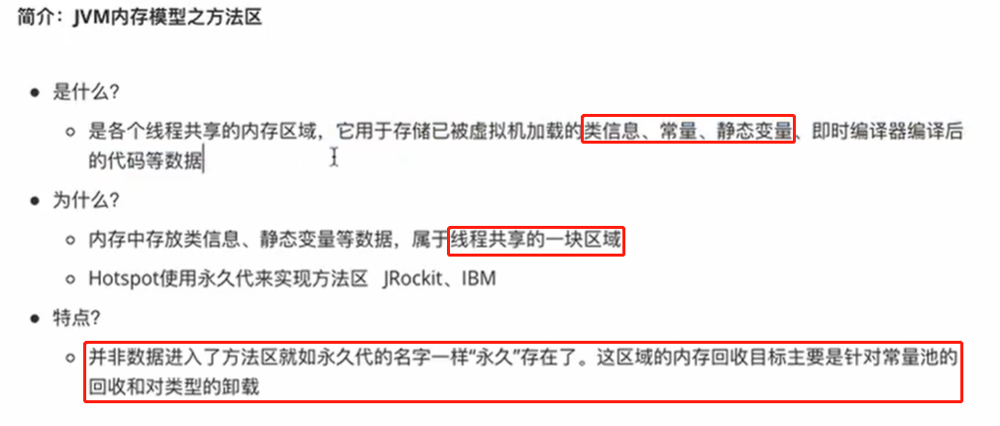 简介：JVM内存模型之方法区
是什么?
是各个线程共享的内存区域，它用于存储已被虚拟机加载的类信息、常量、静态变量、即时编译器编译后
的代码等数据
为什么?
内存中存放类信息、静态变量等数据，属于线程共享的一块区域
Hotspot使用永久代来实现方法区 JRockit、IBM
特点?
并非数据进入了方法区就如永久代的名字一样“永久”存在了。这区域的内存回收目标主要是针对常量池的
回收和对类型的卸载